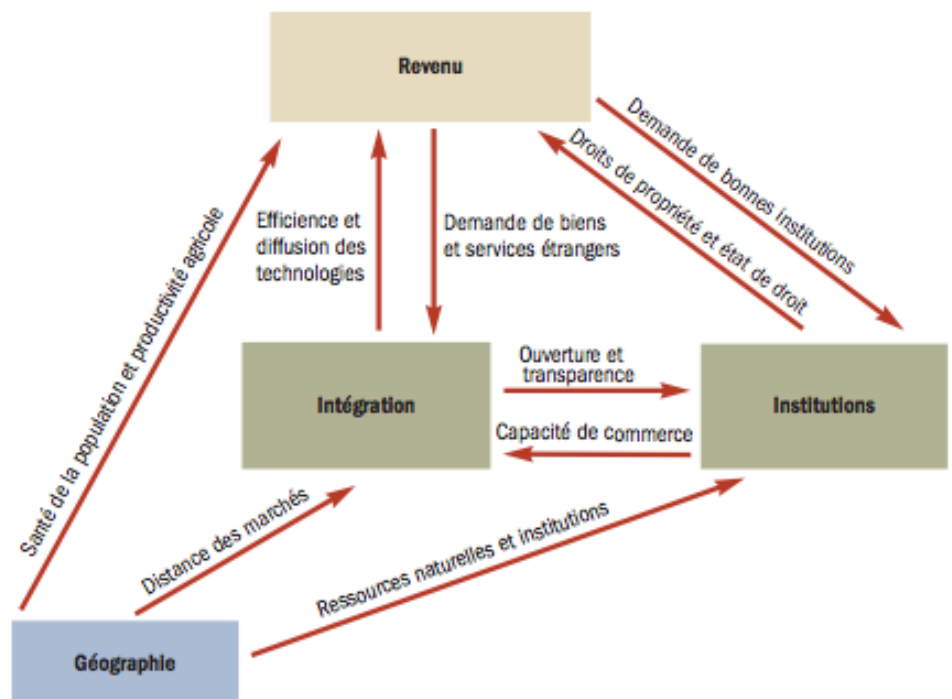 Revenu
Santé de la population et productivité agricole
Efficience et
diffusion des
technologies
Demande de biens
et services étrangers
Droits de propriété et état de droit
Demande de bonnes institutions
Intégration
Ouverture et
transparence
Capacité de commerce
Institutions
Distance des marchés
Ressources naturelles et institutions
Géographie